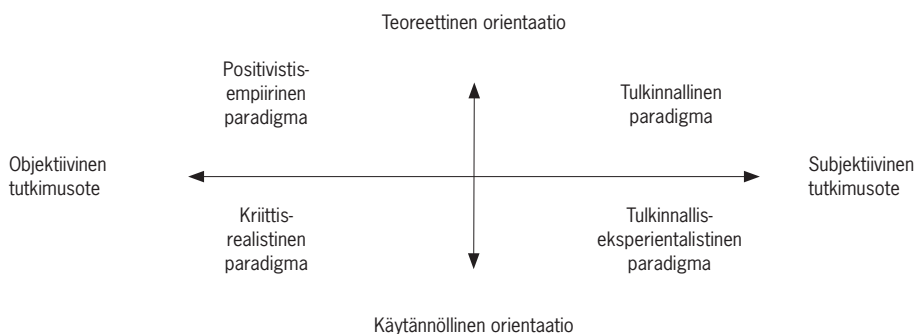 Teoreettinen orientaatio
Positivistis-
empiirinen
paradigma
Tulkinnallinen
paradigma
Objektiivinen
tutkimusote
Subjektiivinen
tutkimusote
Kriittis-
realistinen
paradigma
Tulkinnallis-
eksperientalistinen
paradigma
Käytännöllinen orientaatio